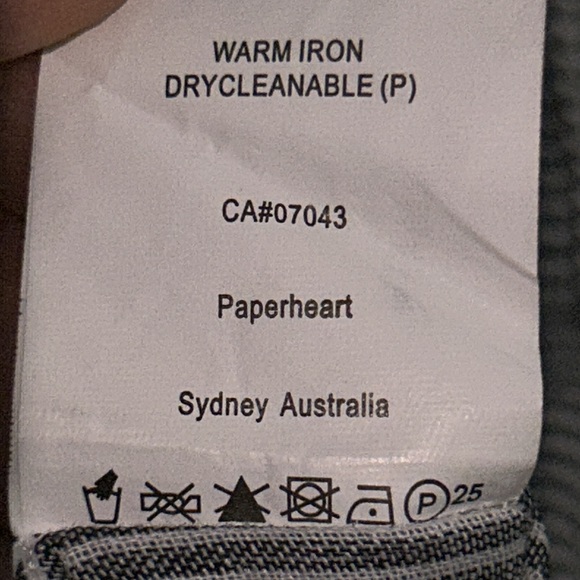 WARM IRON
DRYCLEANABLE (P)
CA#07043
Paperheart
Sydney Australia
P 25